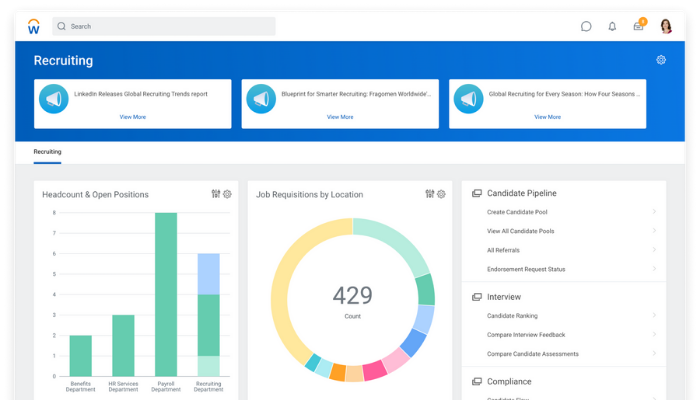 W
Search
Recruiting
LinkedIn Releases Global Recruiting Trends report
View More
Blueprint for Smarter Recruiting: Fragomen Worldwide'...
View More
Global Recruiting for Every Season: How Four Seasons ...
View More
Recruiting
Headcount & Open Positions
8
7
6
5
4
3
2
1
0
Benefits
Department
HR Services
Department
Payroll
Department
Recruiting
Department
Job Requisitions by Location
429
Count
Candidate Pipeline
Create Candidate Pool
View All Candidate Pools
All Referrals
Endorsement Request Status
Interview
Candidate Ranking
Compare Interview Feedback
Compare Candidate Assessments
Compliance
Candidate Flow